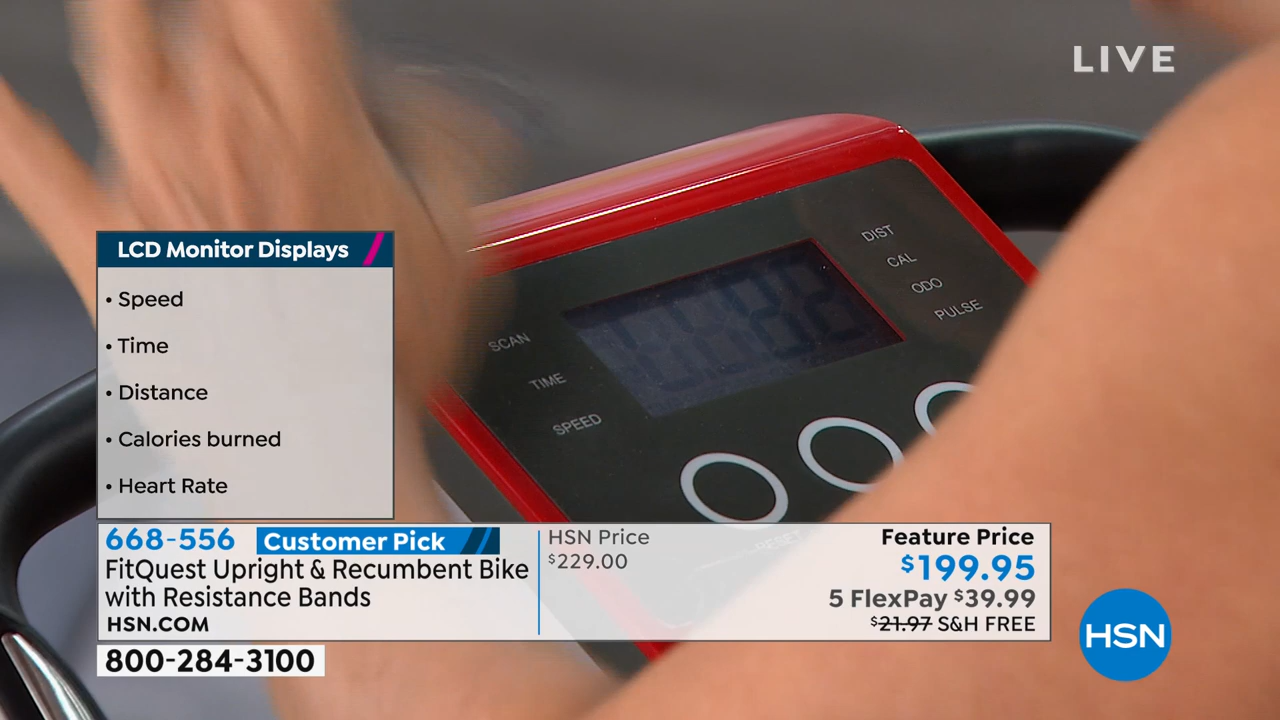 LIVE
LCD Monitor Displays
• Speed
• Time
• Distance
• Calories burned
• Heart Rate
DIST
CAL
ODO
PULSE
SCAN
TIME
SPEED
RESET
668-556 Customer Pick
FitQuest Upright & Recumbent Bike
with Resistance Bands
HSN.COM
HSN Price
$229.00
Feature Price
$199.95
5 FlexPay $39.99
$21.97 S&H FREE
800-284-3100
HSN